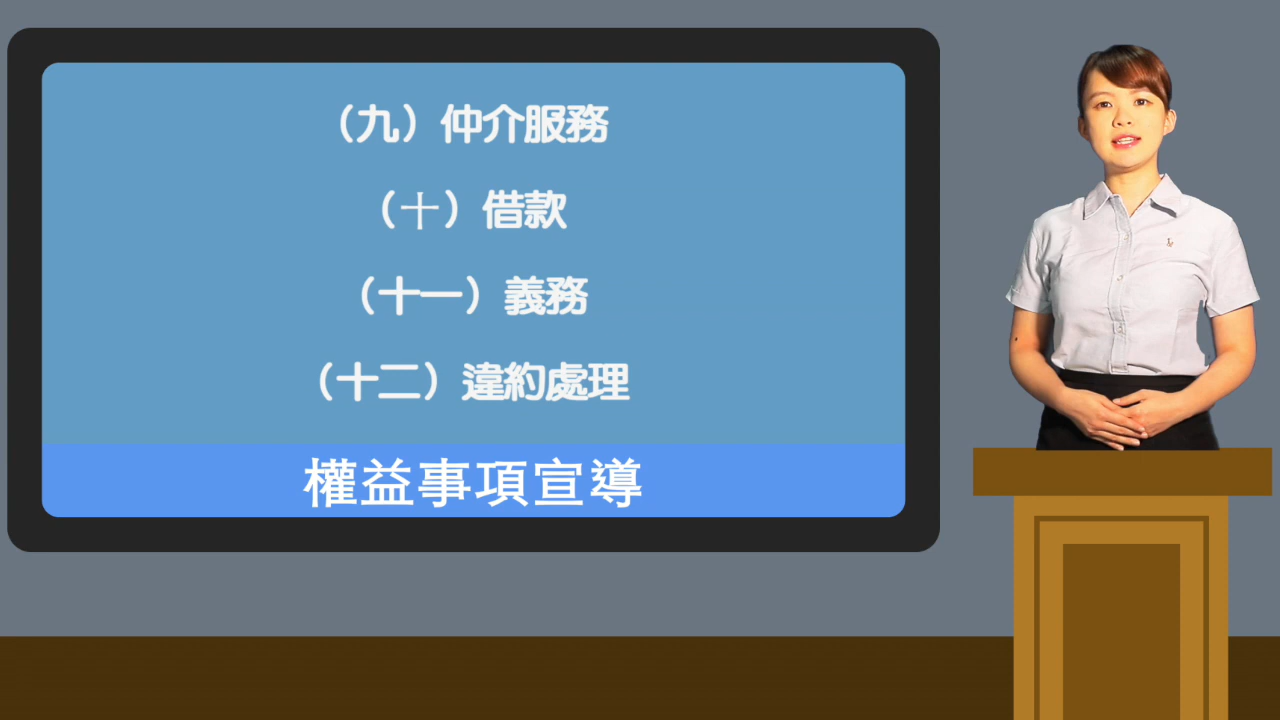 （九）仲介服務
（十）借款
（十一）義務
（十二）違約處理
權益事項宣導